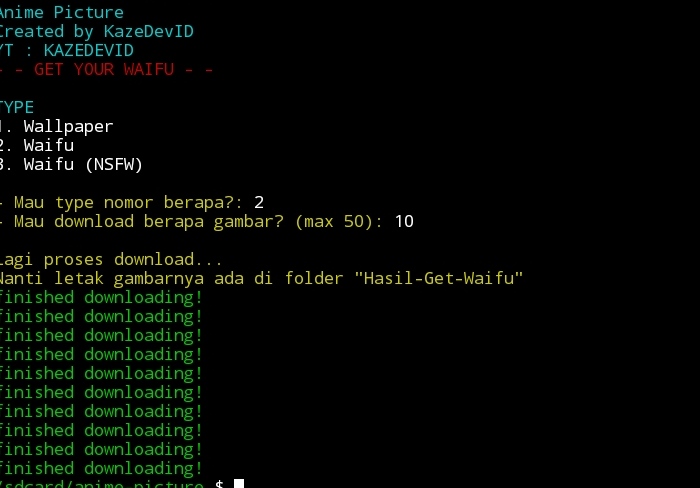 Anime Picture
Created by KazeDevID
YT : KAZEDEVID
- - GET YOUR WAIFU - -
TYPE
1. Wallpaper
2. Waifu
3. Waifu (NSFW)
- Mau type nomor berapa?: 2
- Mau download berapa gambar? (max 50): 10
Lagi proses download...
Nanti letak gambarnya ada di folder "Hasil-Get-Waifu"
finished downloading!
finished downloading!
finished downloading!
finished downloading!
finished downloading!
finished downloading!
finished downloading!
finished downloading!
finished downloading!
finished downloading!
/sdcard/anime-picture $